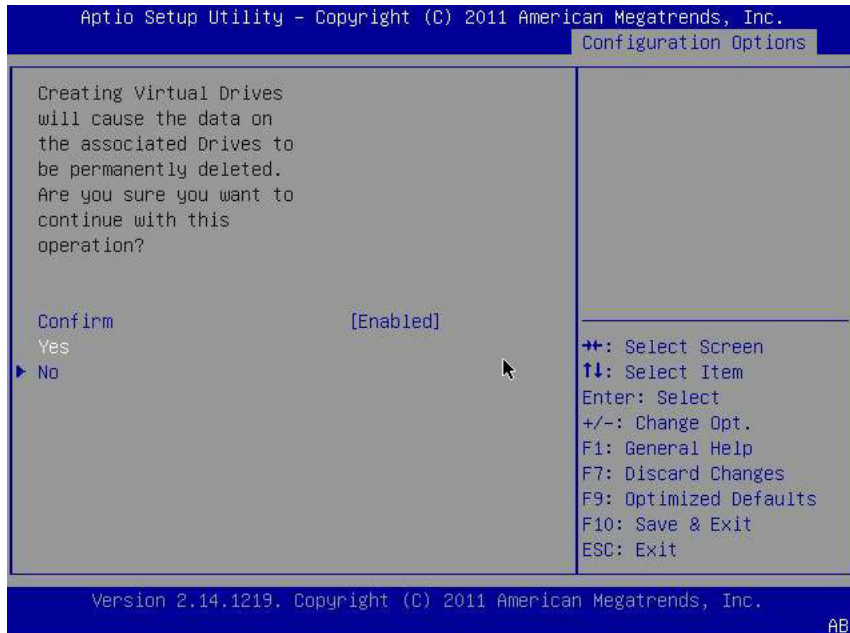 Aptio Setup Utility – Copyright (C) 2011 American Megatrends, Inc.
Configuration Options
Creating Virtual Drives
will cause the data on
the associated Drives to
be permanently deleted.
Are you sure you want to
continue with this
operation?
Confirm [Enabled]
Yes
▶ No
→←: Select Screen
↑↓: Select Item
Enter: Select
+/-: Change Opt.
F1: General Help
F7: Discard Changes
F9: Optimized Defaults
F10: Save & Exit
ESC: Exit
Version 2.14.1219. Copyright (C) 2011 American Megatrends, Inc.
AB